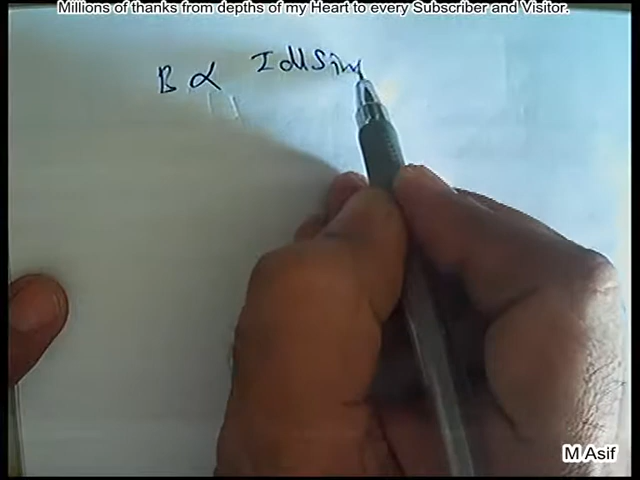 Millions of thanks from depths of my Heart to every Subscriber and Visitor.
B ∝ IdlSin
M Asif